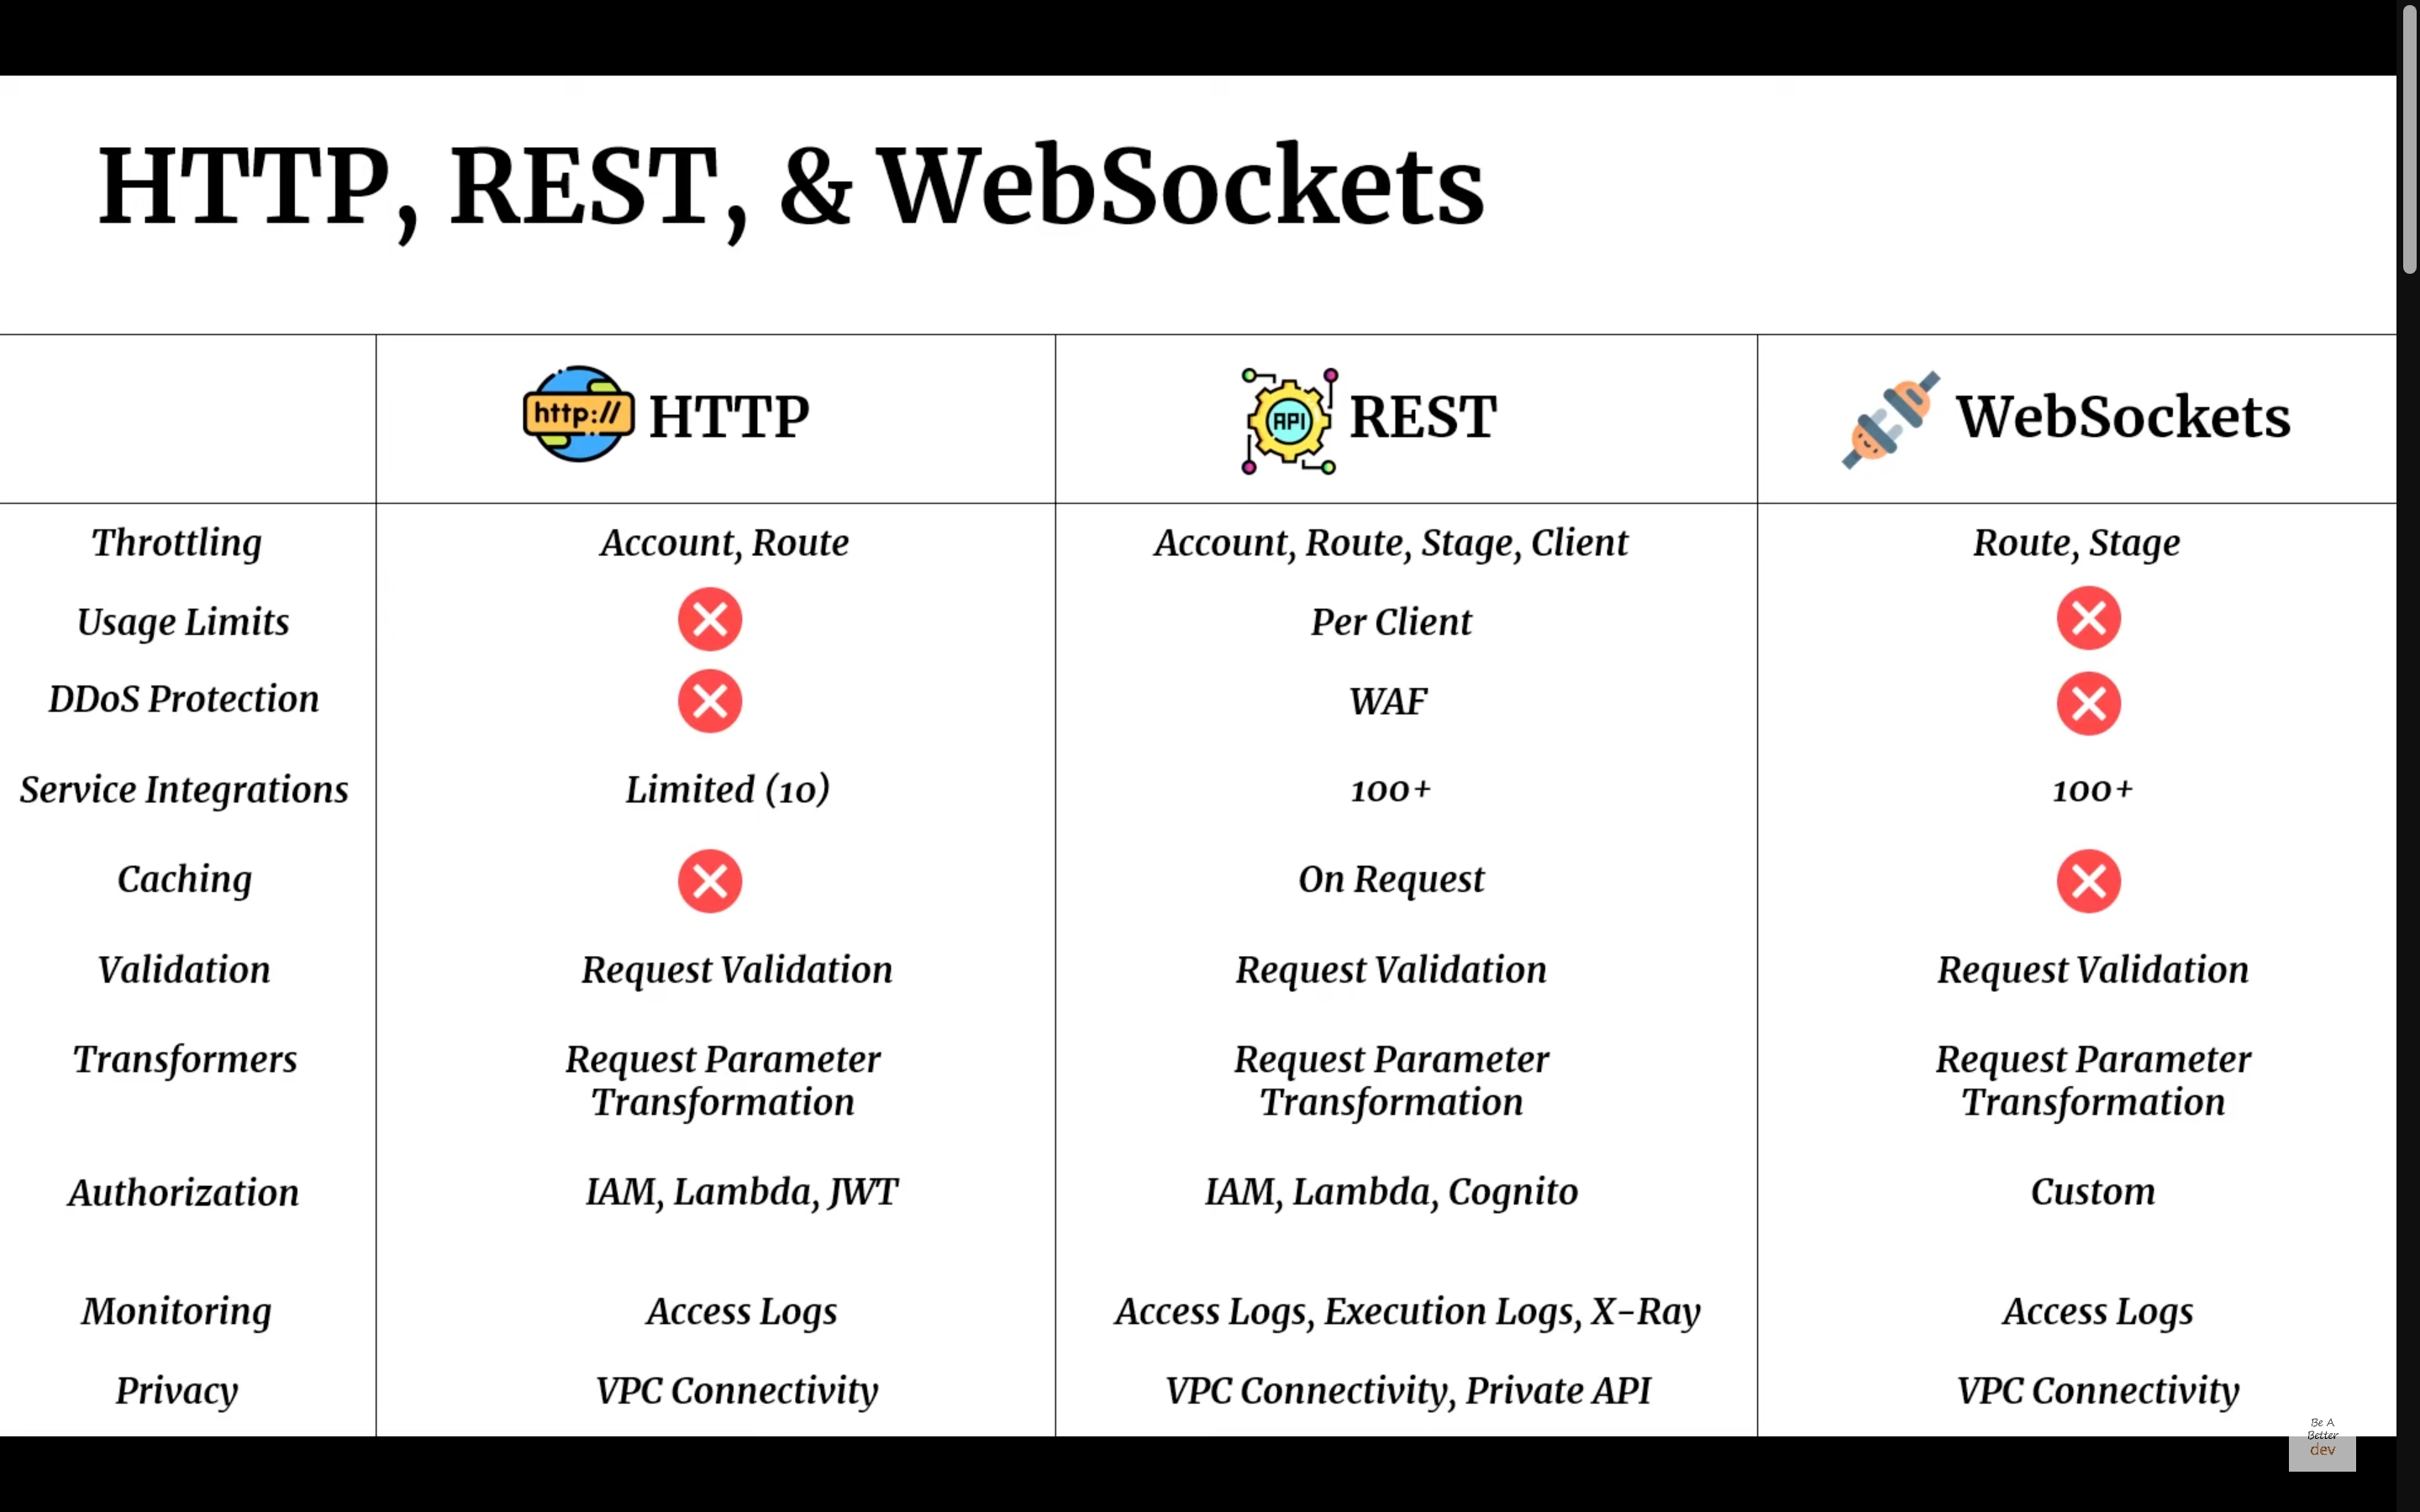 HTTP, REST, & WebSockets
http:// HTTP
API REST
WebSockets
Throttling Account, Route Account, Route, Stage, Client Route, Stage
Usage Limits Per Client
DDoS Protection WAF
Service Integrations Limited (10) 100+ 100+
Caching On Request
Validation Request Validation Request Validation Request Validation
Transformers Request Parameter Request Parameter Request Parameter
Transformation Transformation Transformation
Authorization IAM, Lambda, JWT IAM, Lambda, Cognito Custom
Monitoring Access Logs Access Logs, Execution Logs, X-Ray Access Logs
Privacy VPC Connectivity VPC Connectivity, Private API VPC Connectivity
Be A
Better
dev